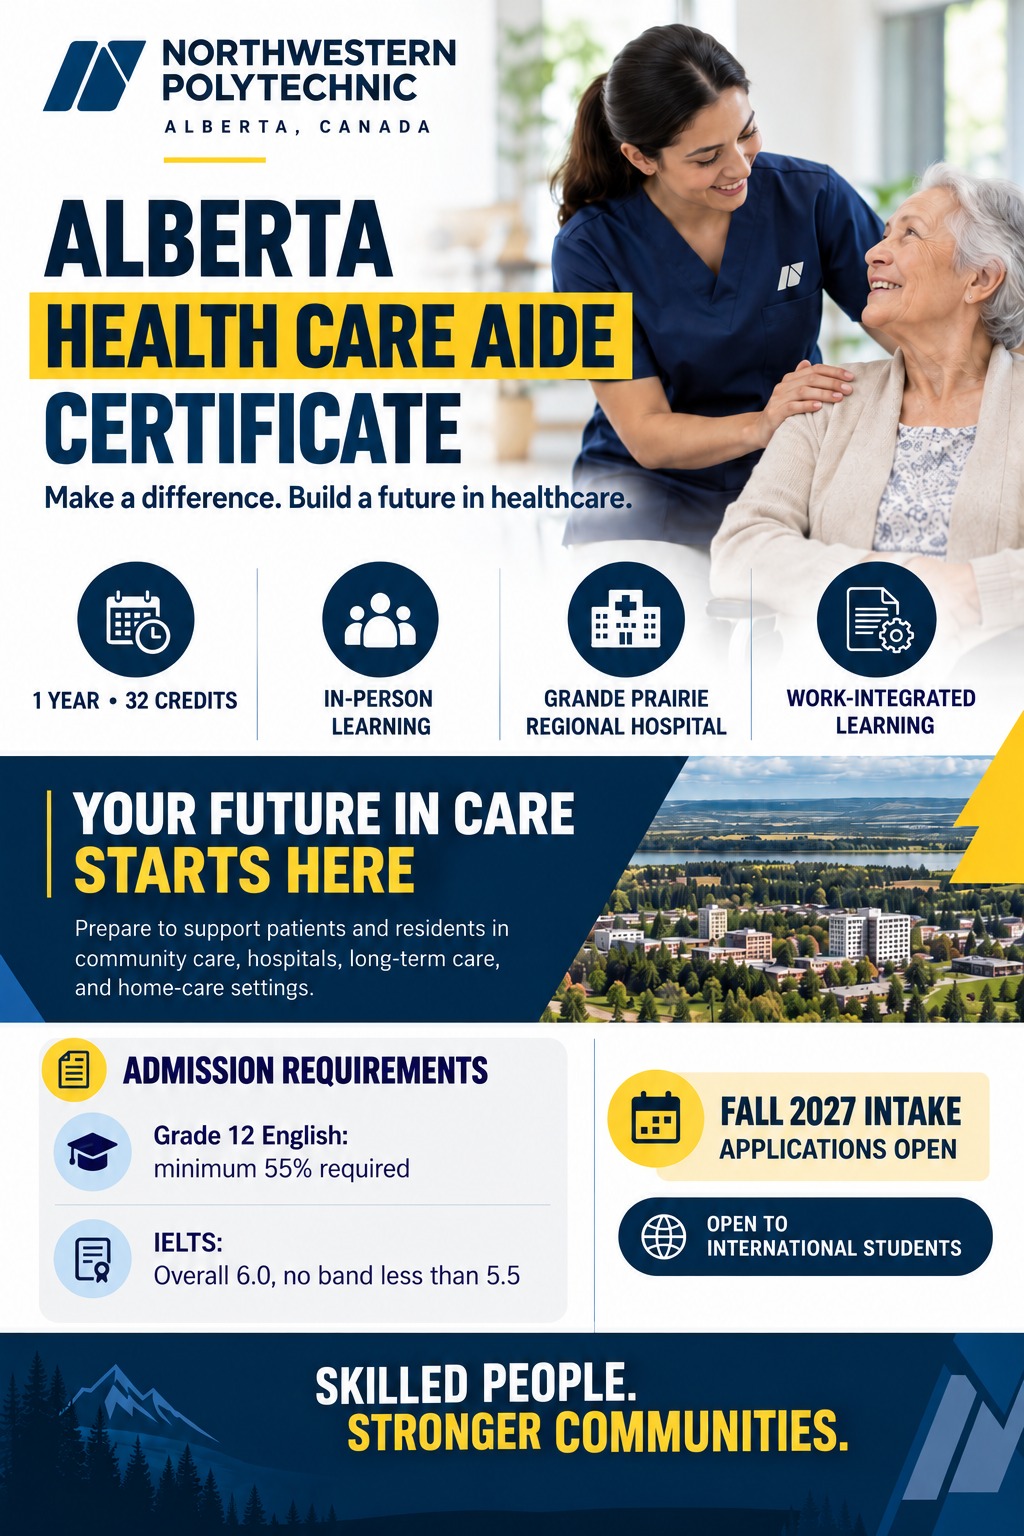 NORTHWESTERN
POLYTECHNIC
ALBERTA, CANADA
ALBERTA
HEALTH CARE AIDE
CERTIFICATE
Make a difference. Build a future in healthcare.
1 YEAR • 32 CREDITS
IN-PERSON
LEARNING
GRANDE PRAIRIE
REGIONAL HOSPITAL
WORK-INTEGRATED
LEARNING
YOUR FUTURE IN CARE
STARTS HERE
Prepare to support patients and residents in
community care, hospitals, long-term care,
and home-care settings.
ADMISSION REQUIREMENTS
Grade 12 English:
minimum 55% required
IELTS:
Overall 6.0, no band less than 5.5
FALL 2027 INTAKE
APPLICATIONS OPEN
OPEN TO
INTERNATIONAL STUDENTS
SKILLED PEOPLE.
STRONGER COMMUNITIES.